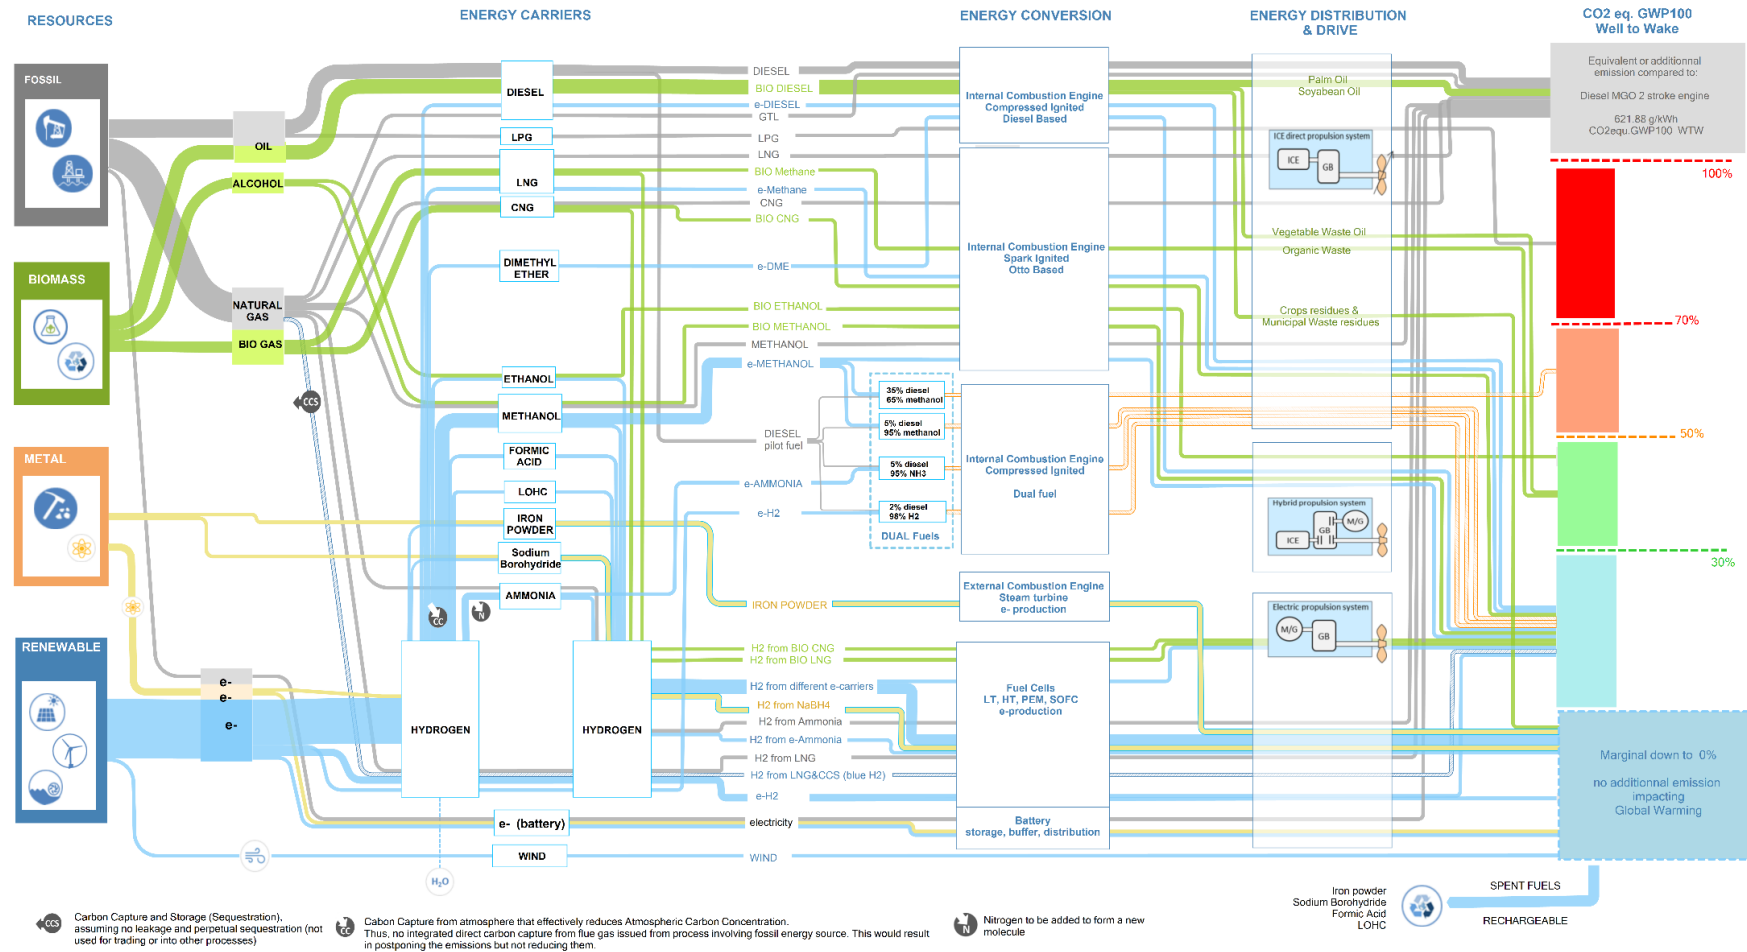 RESOURCES
ENERGY CARRIERS
ENERGY CONVERSION
ENERGY DISTRIBUTION
& DRIVE
CO2 eq. GWP100
Well to Wake
FOSSIL
BIOMASS
METAL
RENEWABLE
OIL
ALCOHOL
NATURAL
GAS
BIO GAS
CCS
e-
e-
e-
DIESEL
LPG
LNG
CNG
DIMETHYL
ETHER
ETHANOL
METHANOL
FORMIC
ACID
LOHC
IRON
POWDER
Sodium
Borohydride
AMMONIA
CC
N
HYDROGEN
HYDROGEN
e- (battery)
WIND
H2O
DIESEL
BIO DIESEL
e-DIESEL
GTL
LPG
LNG
BIO Methane
e-Methane
CNG
BIO CNG
e-DME
BIO ETHANOL
BIO METHANOL
METHANOL
e-METHANOL
DIESEL
pilot fuel
e-AMMONIA
e-H2
IRON POWDER
H2 from BIO CNG
H2 from BIO LNG
H2 from different e-carriers
H2 from NaBH4
H2 from Ammonia
H2 from e-Ammonia
H2 from LNG
H2 from LNG&CCS (blue H2)
e-H2
electricity
WIND
35% diesel
65% methanol
5% diesel
95% methanol
5% diesel
95% NH3
2% diesel
98% H2
DUAL Fuels
Internal Combustion Engine
Compressed Ignited
Diesel Based
Internal Combustion Engine
Spark Ignited
Otto Based
Internal Combustion Engine
Compressed Ignited
Dual fuel
External Combustion Engine
Steam turbine
e- production
Fuel Cells
LT, HT, PEM, SOFC
e-production
Battery
storage, buffer, distribution
Palm Oil
Soyabean Oil
ICE direct propulsion system
ICE
GB
Vegetable Waste Oil
Organic Waste
Crops residues &
Municipal Waste residues
Hybrid propulsion system
ICE
GB
M/G
Electric propulsion system
M/G
GB
Equivalent or additionnal
emission compared to:
Diesel MGO 2 stroke engine
621.88 g/kWh
CO2equ.GWP100 WTW
100%
70%
50%
30%
Marginal down to 0%
no additionnal emission
impacting
Global Warming
Iron powder
Sodium Borohydride
Formic Acid
LOHC
SPENT FUELS
RECHARGEABLE
CCS
Carbon Capture and Storage (Sequestration),
assuming no leakage and perpetual sequestration (not
used for trading or into other processes)
CC
Cabon Capture from atmosphere that effectively reduces Atmospheric Carbon Concentration.
Thus, no integrated direct carbon capture from flue gas issued from process involving fossil energy source. This would result
in postponing the emissions but not reducing them.
N
Nitrogen to be added to form a new
molecule